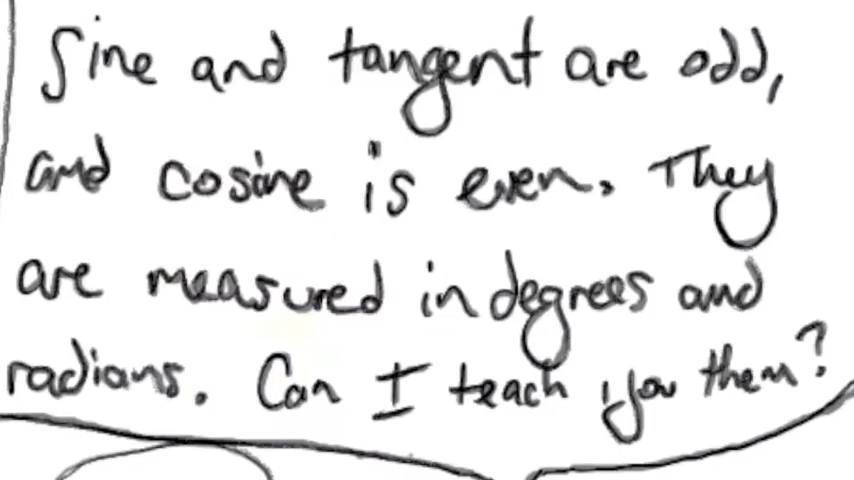 Sine and tangent are odd,
and cosine is even. They
are measured in degrees and
radians. Can I teach you them?